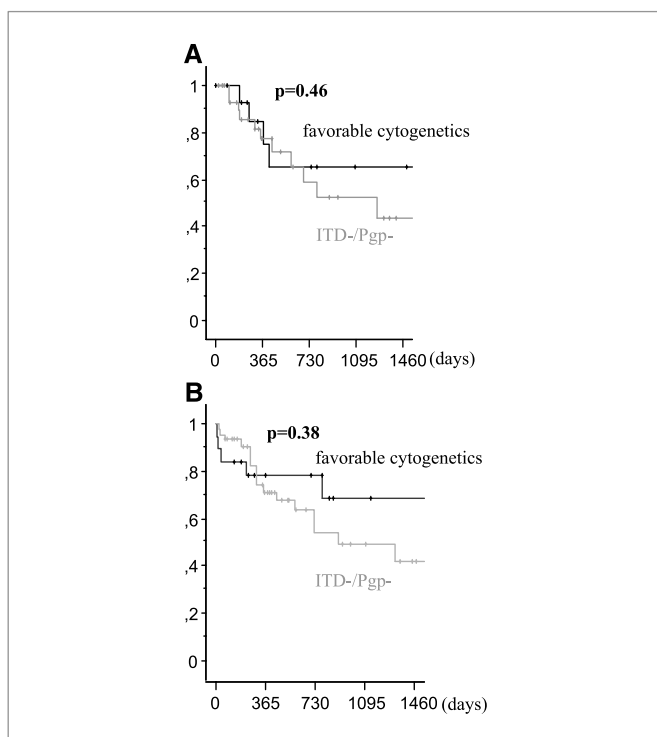 A
p=0.46
1
favorable cytogenetics
,8
,6
,4
ITD-/Pgp-
,2
0
0 365 730 1095 1460 (days)
B
p=0.38
1
favorable cytogenetics
,8
,6
,4
ITD-/Pgp-
,2
0
0 365 730 1095 1460 (days)